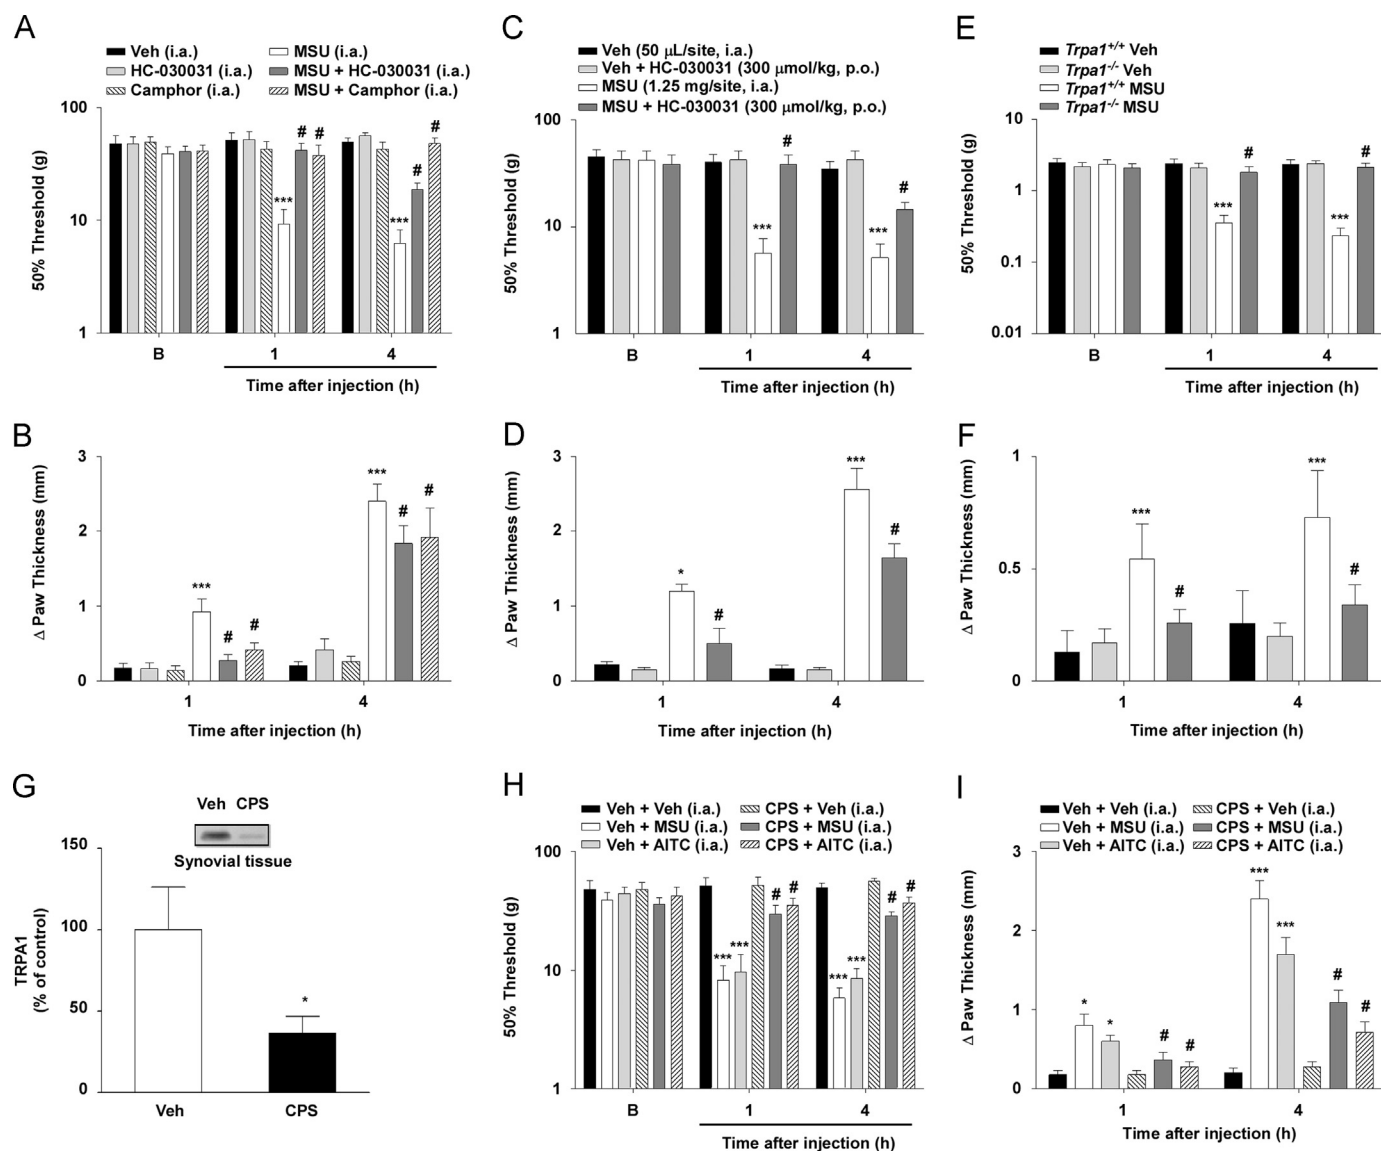 A
Veh (i.a.) MSU (i.a.)
HC-030031 (i.a.) MSU + HC-030031 (i.a.)
Camphor (i.a.) MSU + Camphor (i.a.)
50% Threshold (g)
100
10
1
# # #
#
*** ***
B 1 4
Time after injection (h)
C
Veh (50 µL/site, i.a.)
Veh + HC-030031 (300 µmol/kg, p.o.)
MSU (1.25 mg/site, i.a.)
MSU + HC-030031 (300 µmol/kg, p.o.)
50% Threshold (g)
100
10
1
#
#
*** ***
B 1 4
Time after injection (h)
E
Trpa1+/+ Veh
Trpa1-/- Veh
Trpa1+/+ MSU
Trpa1-/- MSU
50% Threshold (g)
10
1
0.1
0.01
# #
*** ***
B 1 4
Time after injection (h)
B
Δ Paw Thickness (mm)
3
2
1
0
***
# #
***
# #
1 4
Time after injection (h)
D
Δ Paw Thickness (mm)
3
2
1
0
***
#
*
#
1 4
Time after injection (h)
F
Δ Paw Thickness (mm)
1
0.5
0
***
***
#
#
1 4
Time after injection (h)
G
Veh CPS
Synovial tissue
TRPA1
(% of control)
150
100
50
0
*
Veh CPS
H
Veh + Veh (i.a.) CPS + Veh (i.a.)
Veh + MSU (i.a.) CPS + MSU (i.a.)
Veh + AITC (i.a.) CPS + AITC (i.a.)
50% Threshold (g)
100
10
1
# # # #
*** *** *** ***
B 1 4
Time after injection (h)
I
Veh + Veh (i.a.) CPS + Veh (i.a.)
Veh + MSU (i.a.) CPS + MSU (i.a.)
Veh + AITC (i.a.) CPS + AITC (i.a.)
Δ Paw Thickness (mm)
3
2
1
0
***
***
# #
* *
# #
1 4
Time after injection (h)